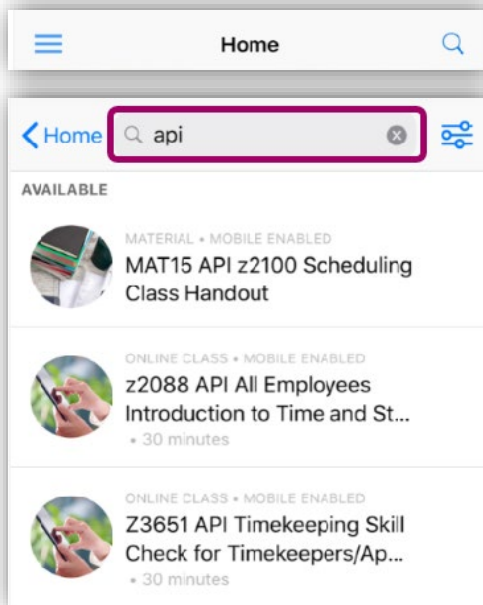 Home
Home
api
AVAILABLE
MATERIAL • MOBILE ENABLED
MAT15 API z2100 Scheduling
Class Handout
ONLINE CLASS • MOBILE ENABLED
z2088 API All Employees
Introduction to Time and St...
• 30 minutes
ONLINE CLASS • MOBILE ENABLED
Z3651 API Timekeeping Skill
Check for Timekeepers/Ap...
• 30 minutes